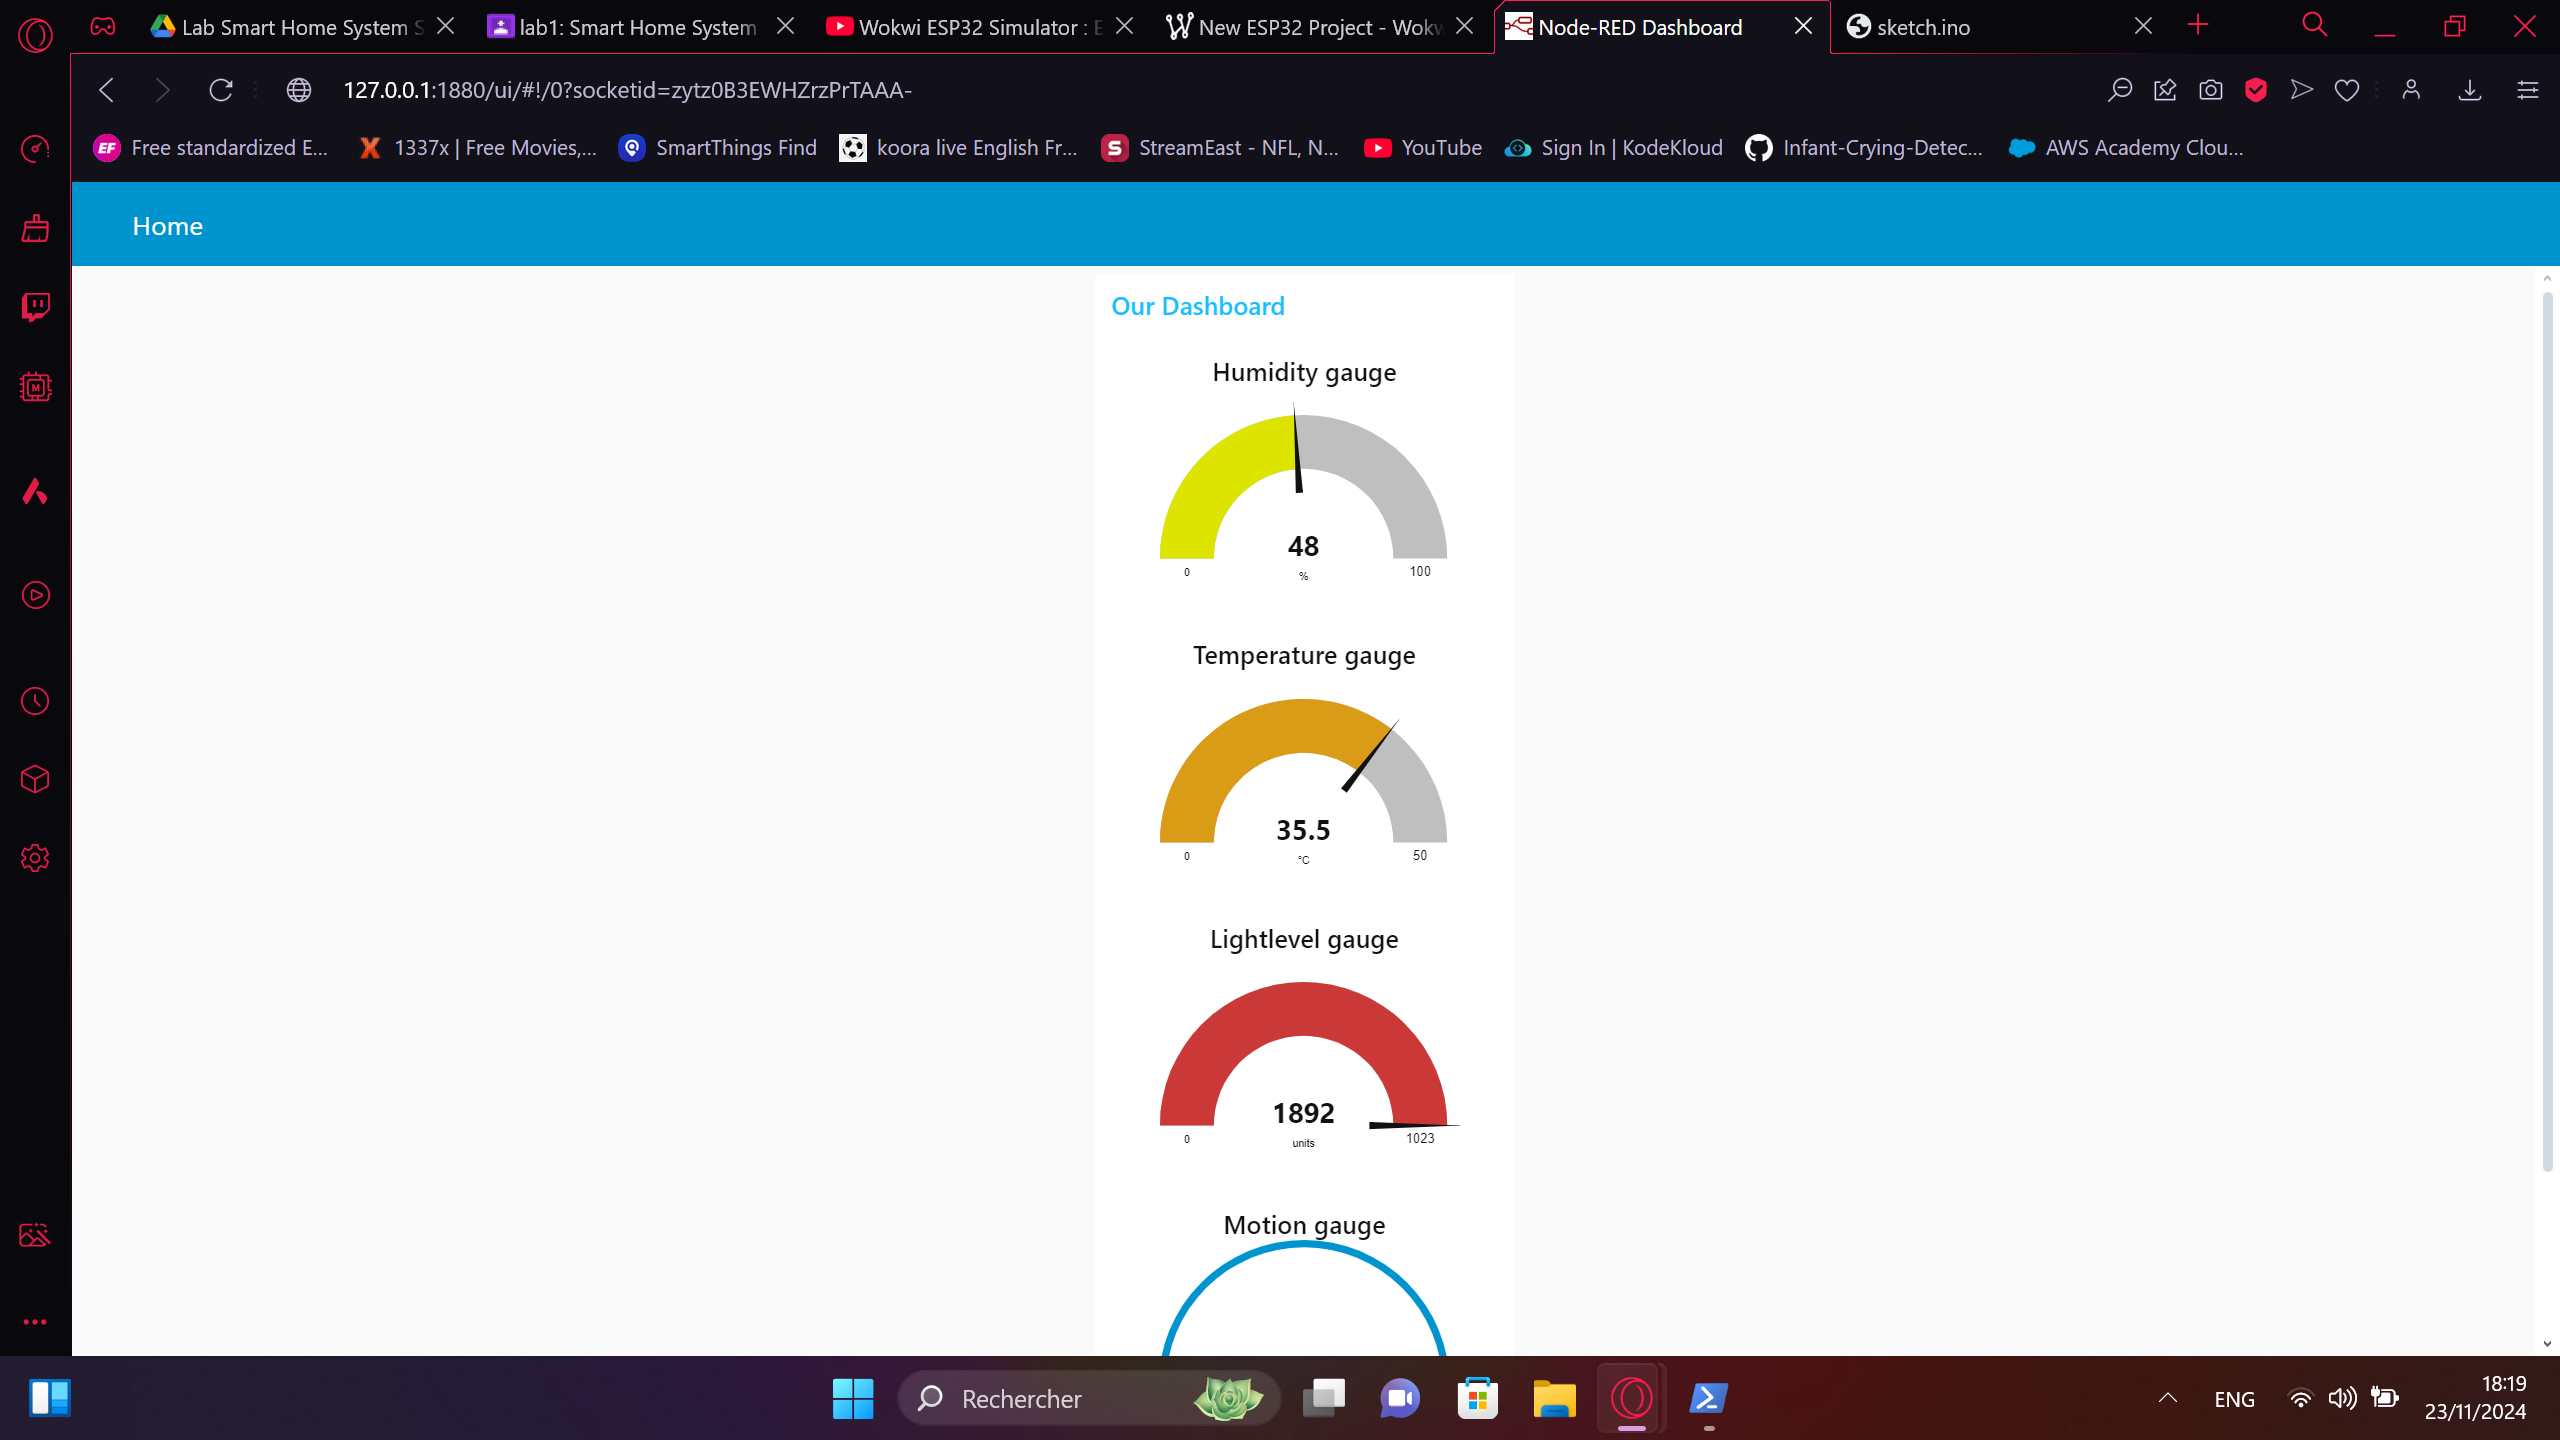 Lab Smart Home System S
lab1: Smart Home System
Wokwi ESP32 Simulator : E
New ESP32 Project - Wokw
Node-RED Dashboard
sketch.ino
127.0.0.1:1880/ui/#!/0?socketid=zytz0B3EWHZrzPrTAAA-
EF
Free standardized E...
1337x | Free Movies,...
SmartThings Find
koora live English Fr...
StreamEast - NFL, N...
YouTube
Sign In | KodeKloud
Infant-Crying-Detec...
AWS Academy Clou...
Home
Our Dashboard
Humidity gauge
48
%
0
100
Temperature gauge
35.5
°C
0
50
Lightlevel gauge
1892
units
0
1023
Motion gauge
Rechercher
ENG
18:19
23/11/2024